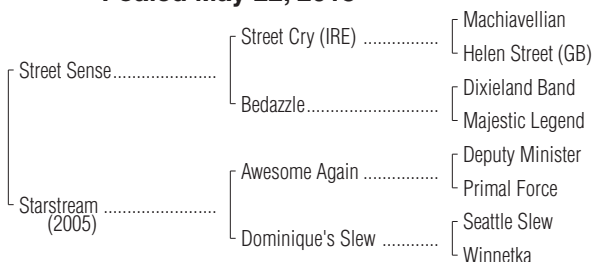 Foaled May 22,
Machiavellian
Street Cry (IRE) ................
Helen Street (GB)
Street Sense......................
Dixieland Band
Bedazzle............................
Majestic Legend
Deputy Minister
Awesome Again ................
Primal Force
Starstream ........................
(2005)
Seattle Slew
Dominique's Slew ............
Winnetka